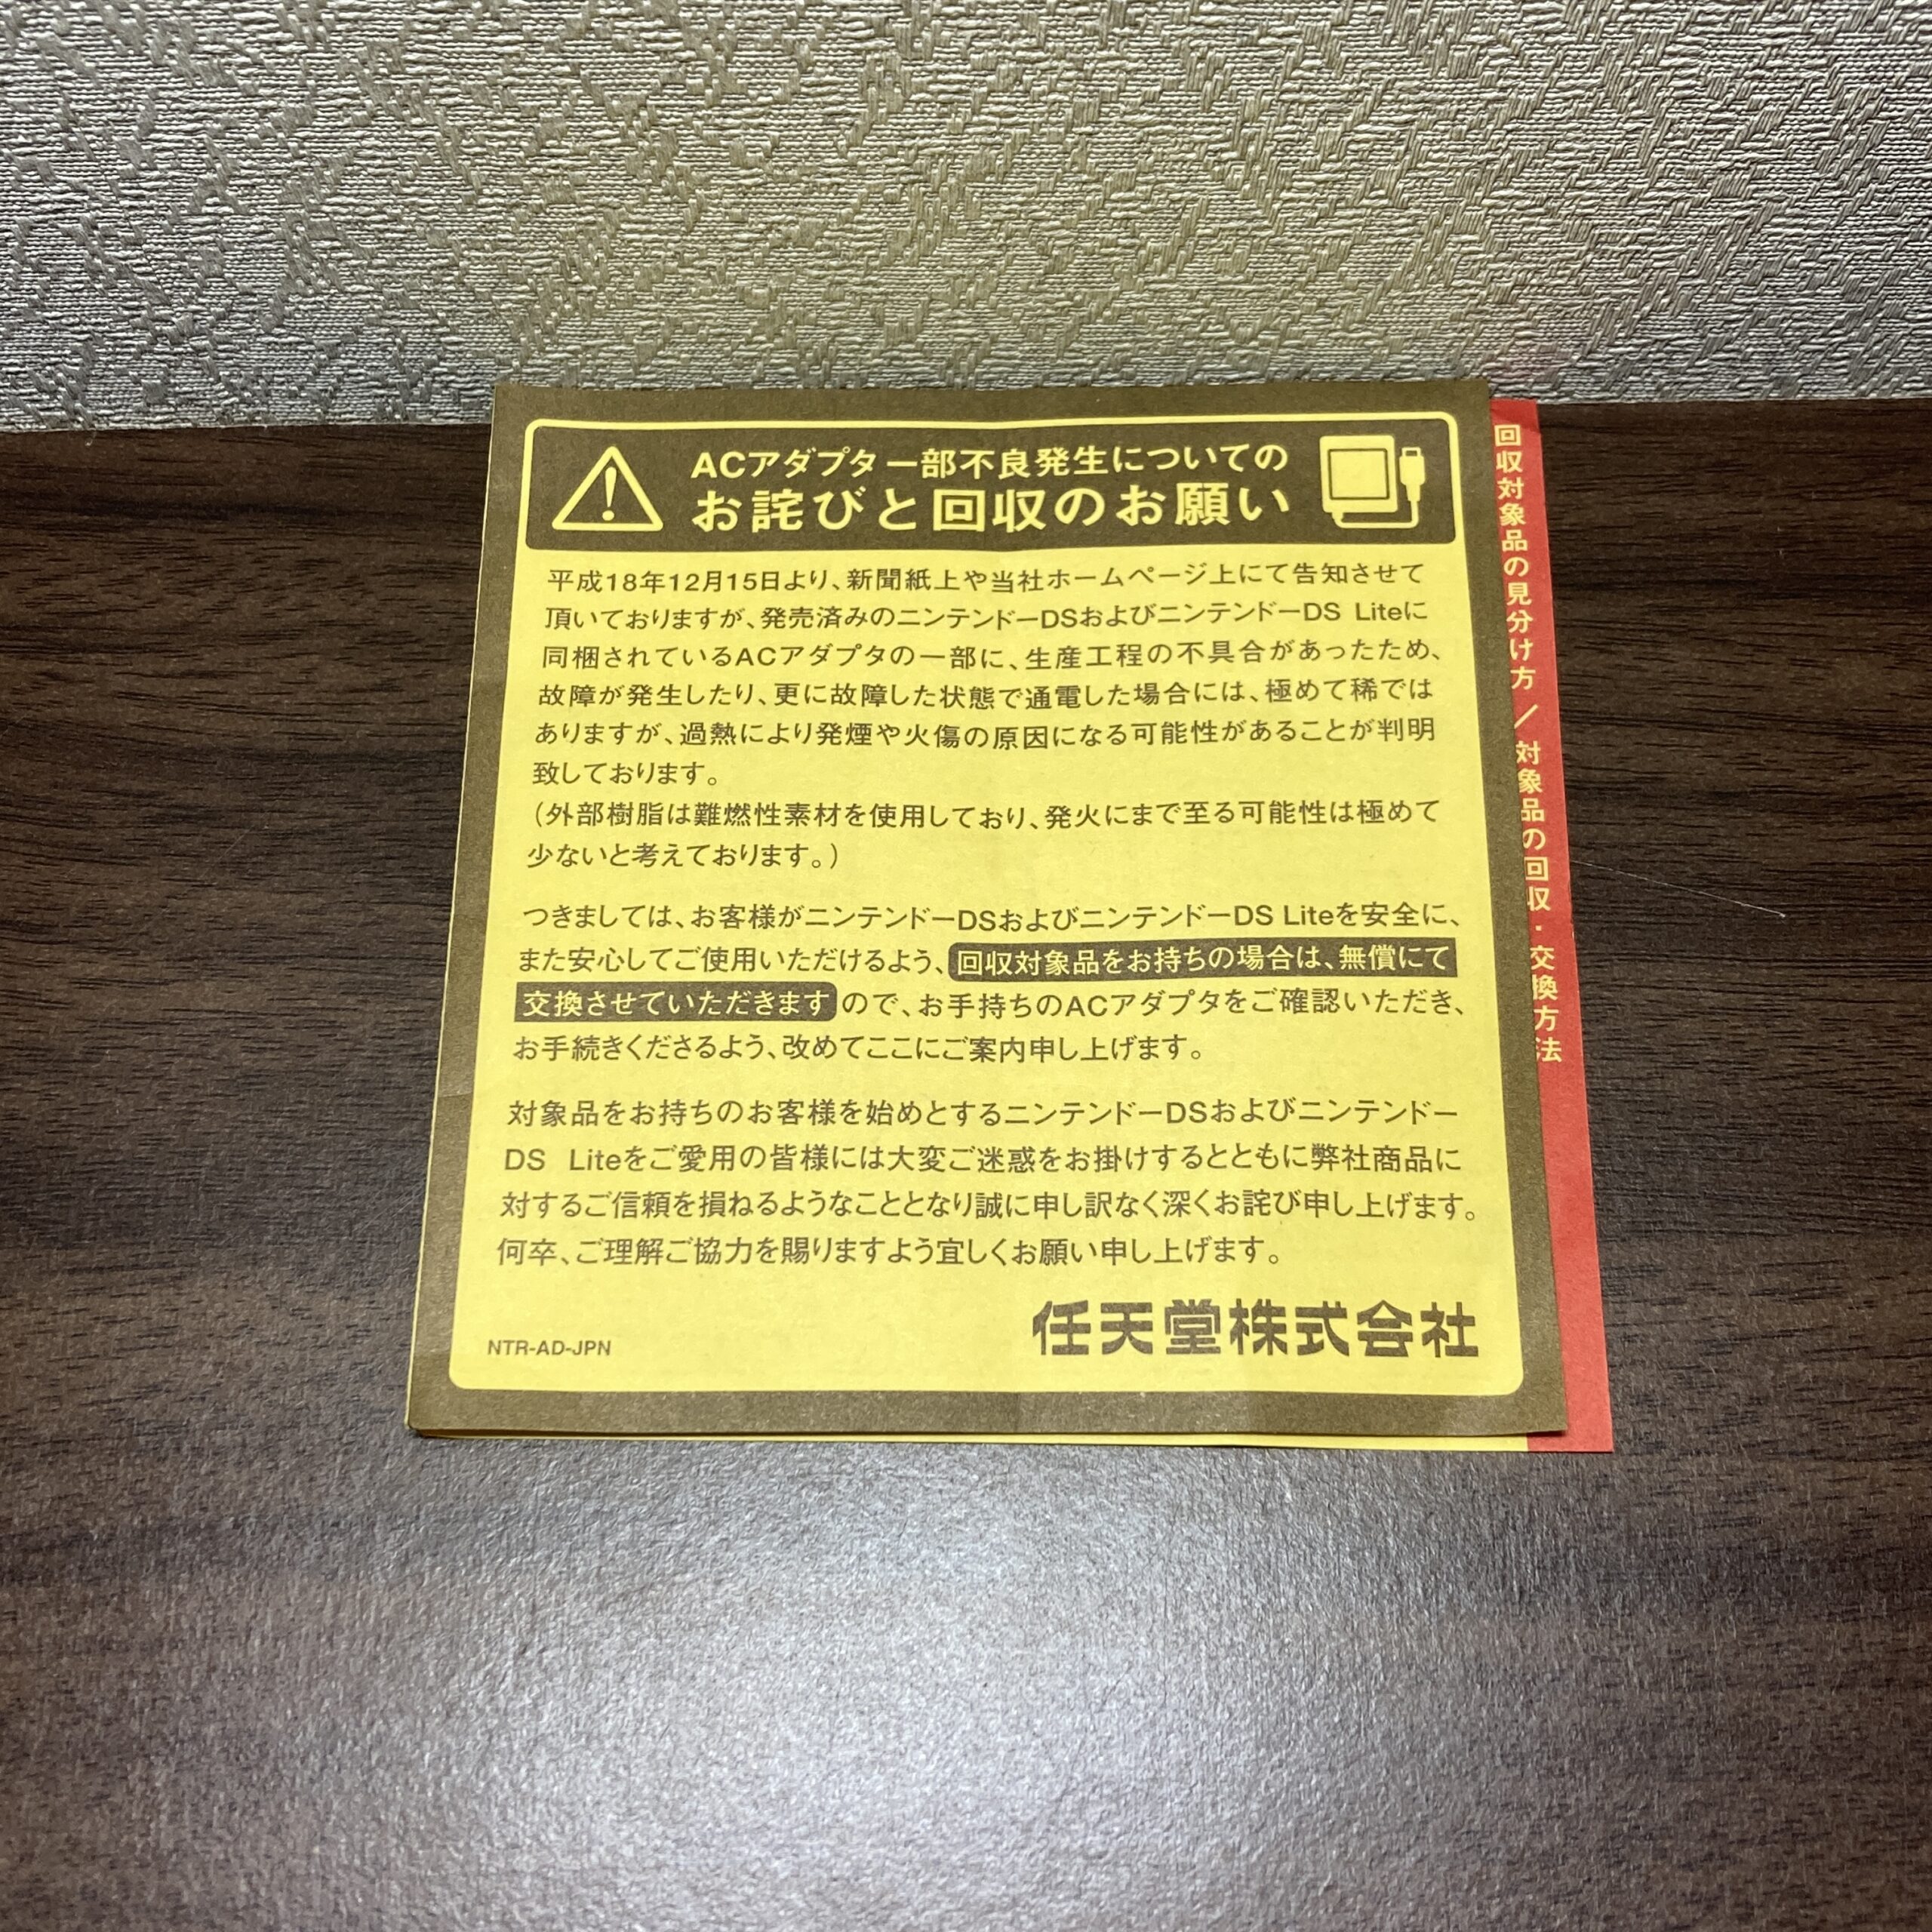 ACアダプター部不良発生についての
お詫びと回収のお願い
平成18年12月15日より、新聞紙上や当社ホームページ上にて告知させて
頂いておりますが、発売済みのニンテンドーDSおよびニンテンドーDS Liteに
同梱されているACアダプタの一部に、生産工程の不具合があったため、
故障が発生したり、更に故障した状態で通電した場合には、極めて稀では
ありますが、過熱により発煙や火傷の原因になる可能性があることが判明
致しております。
(外部樹脂は難燃性素材を使用しており、発火にまで至る可能性は極めて
少ないと考えております。)
つきましては、お客様がニンテンドーDSおよびニンテンドーDS Liteを安全に、
また安心してご使用いただけるよう、回収対象品をお持ちの場合は、無償にて
交換させていただきますので、お手持ちのACアダプタをご確認いただき、
お手続きくださるよう、改めてここにご案内申し上げます。
対象品をお持ちのお客様を始めとするニンテンドーDSおよびニンテンドー
DS Liteをご愛用の皆様には大変ご迷惑をお掛けするとともに弊社商品に
対するご信頼を損ねるようなこととなり誠に申し訳なく深くお詫び申し上げます。
何卒、ご理解ご協力を賜りますよう宜しくお願い申し上げます。
任天堂株式会社
NTR-AD-JPN
回収対象品の見分け方／対象品の回収・交換方法